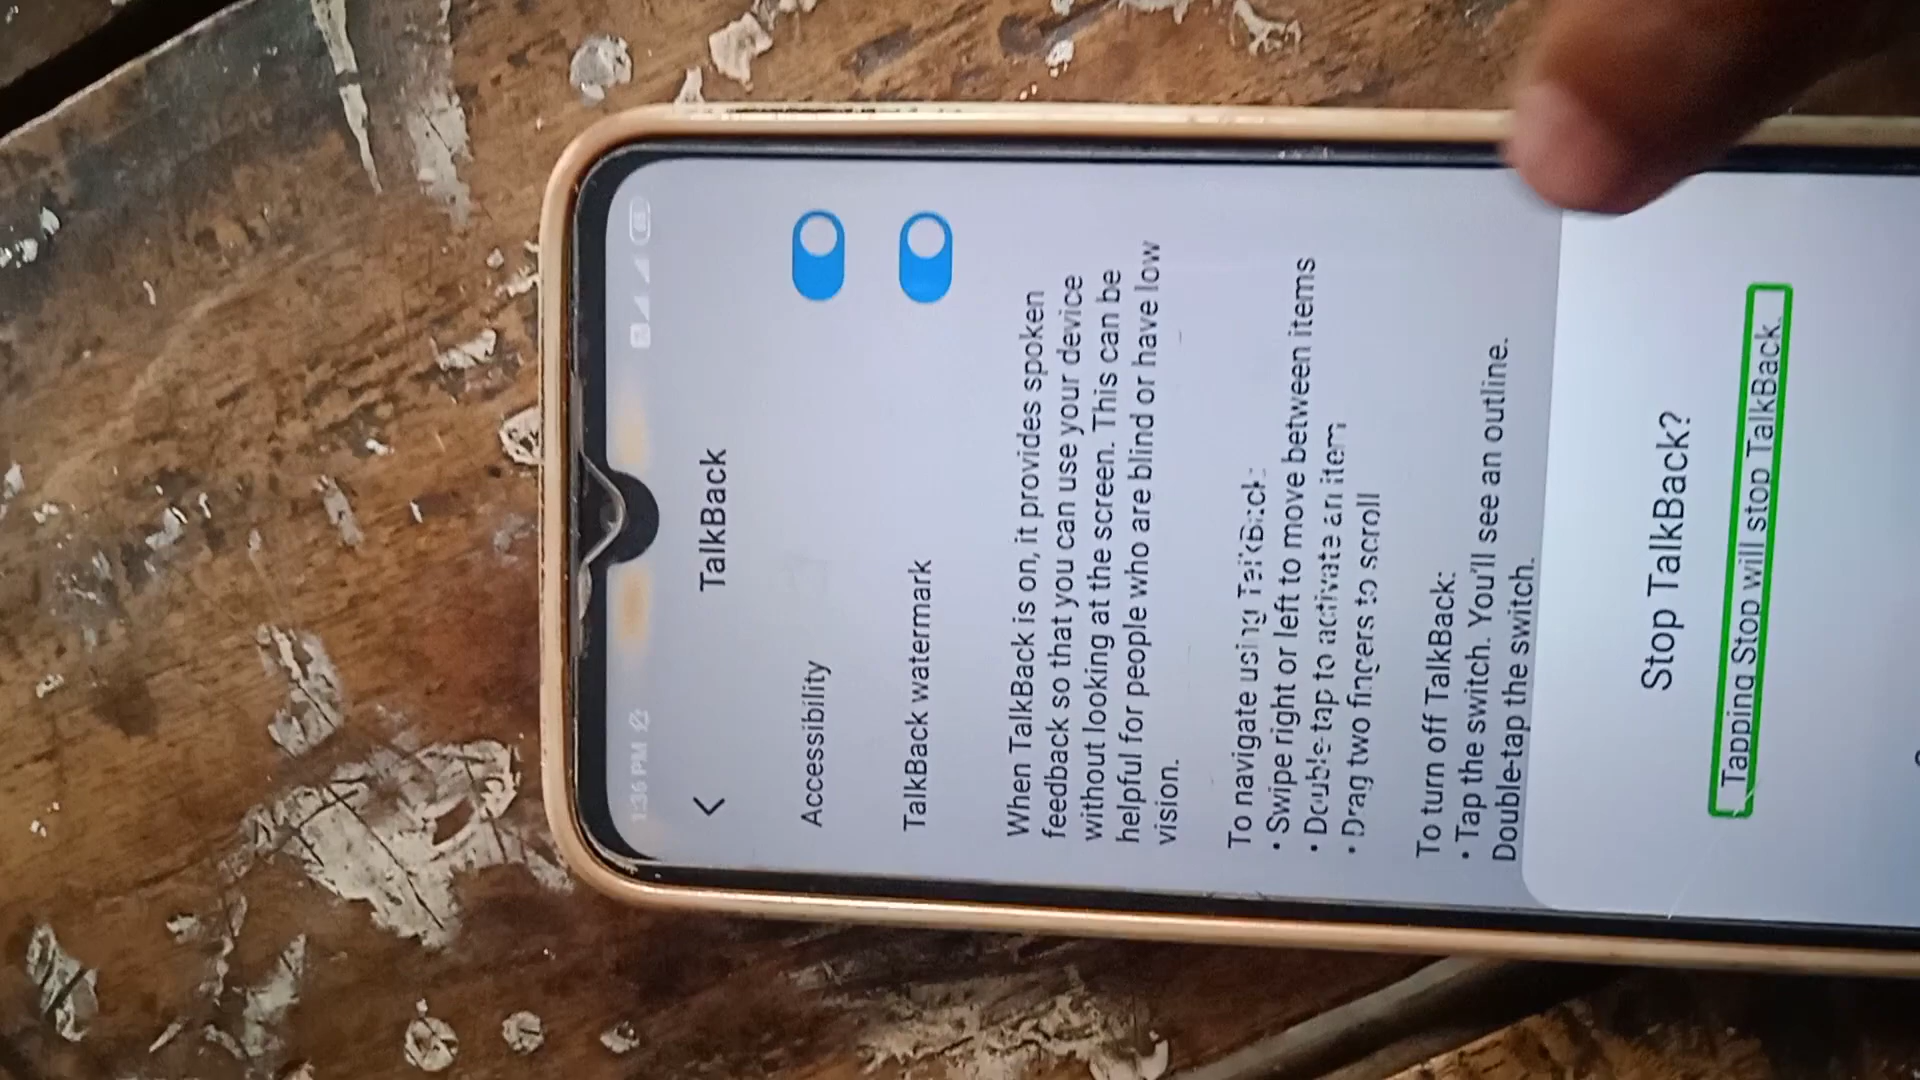 1:36 PM
TalkBack
Accessibility
TalkBack watermark
When TalkBack is on, it provides spoken
feedback so that you can use your device
without looking at the screen. This can be
helpful for people who are blind or have low
vision.
To navigate using TalkBack:
• Swipe right or left to move between items
• Double-tap to activate an item
• Drag two fingers to scroll
To turn off TalkBack:
• Tap the switch. You'll see an outline.
Double-tap the switch.
Stop TalkBack?
Tapping Stop will stop TalkBack.